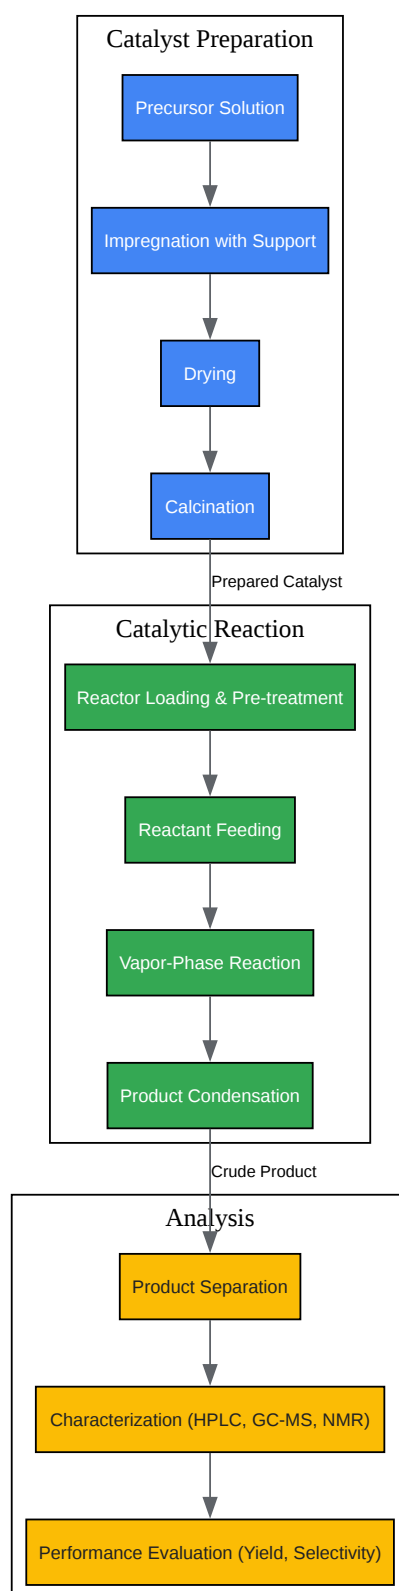 Catalyst Preparation
Precursor Solution
Impregnation with Support
Drying
Calcination
Prepared Catalyst
Catalytic Reaction
Reactor Loading & Pre-treatment
Reactant Feeding
Vapor-Phase Reaction
Product Condensation
Crude Product
Analysis
Product Separation
Characterization (HPLC, GC-MS, NMR)
Performance Evaluation (Yield, Selectivity)